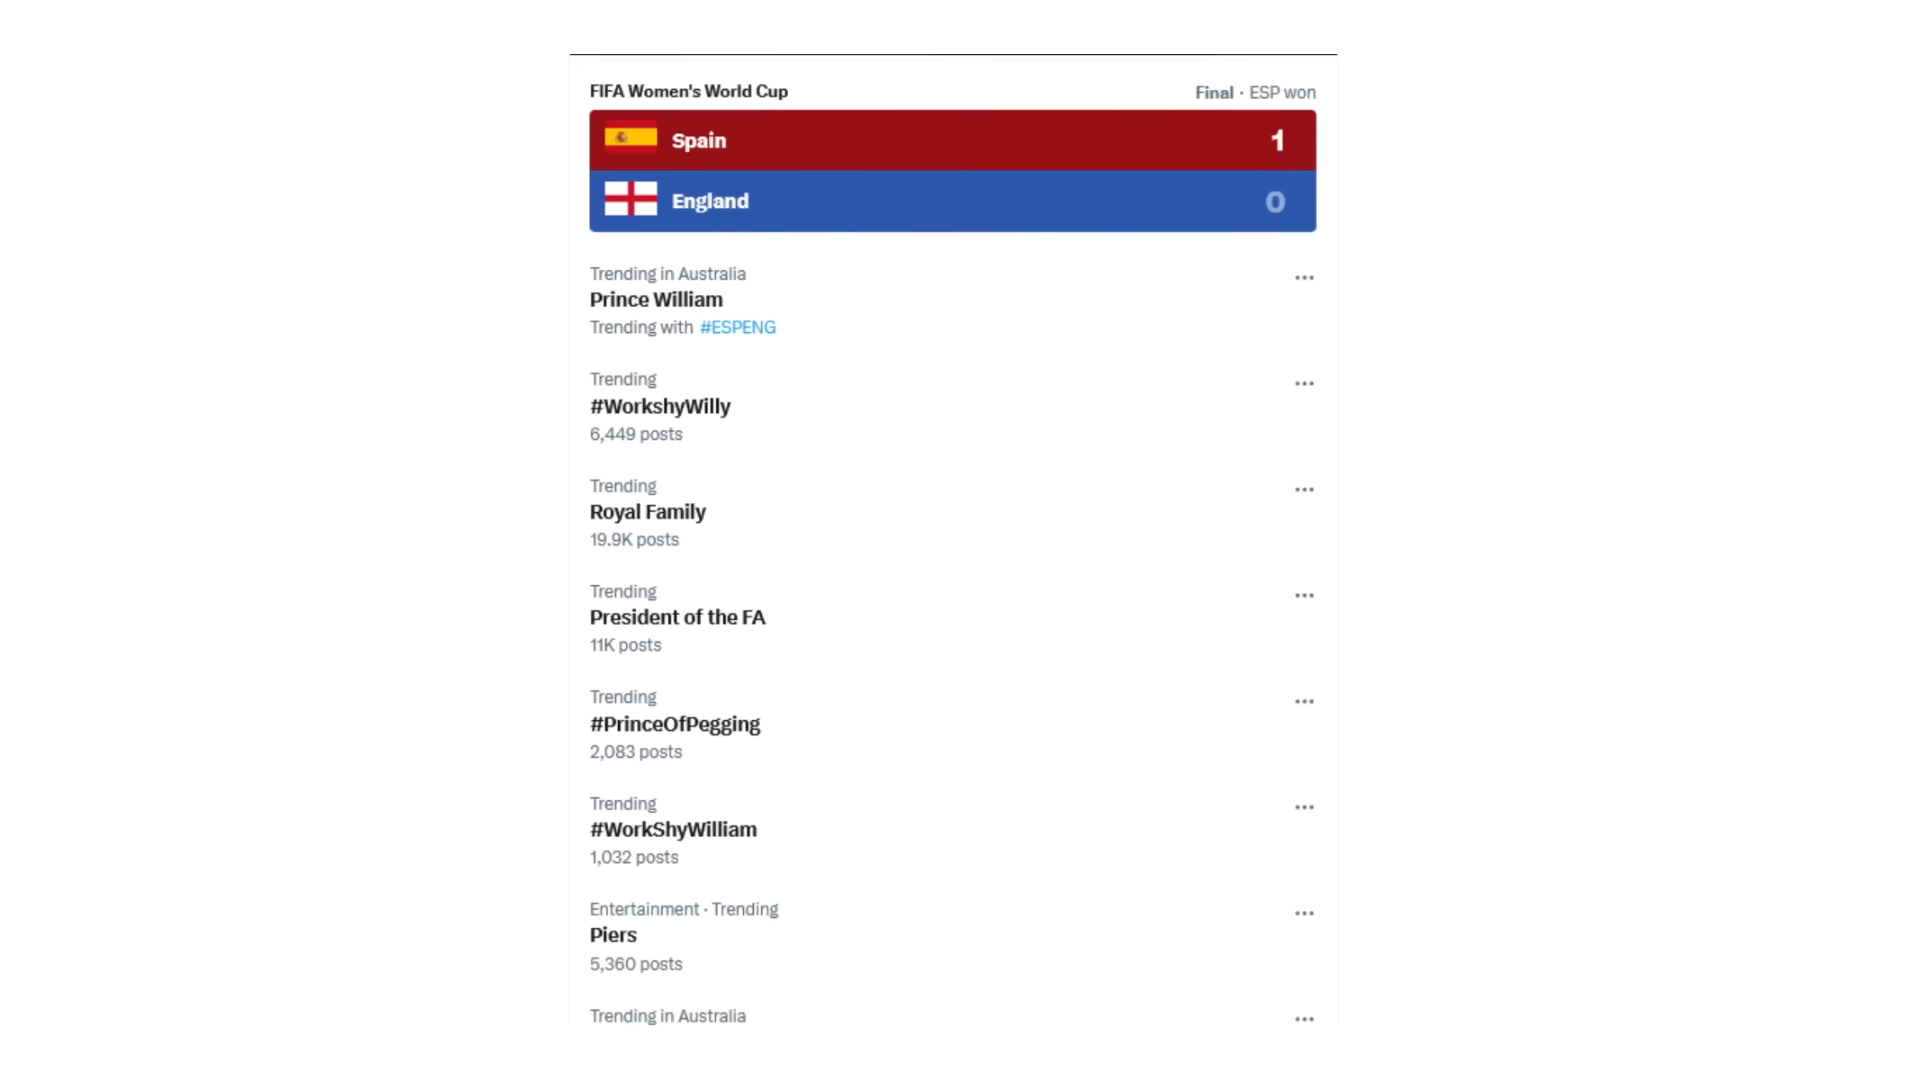 FIFA Women's World Cup
Final · ESP won
Spain 1
England 0
Trending in Australia
Prince William
Trending with #ESPENG
Trending
#WorkshyWilly
6,449 posts
Trending
Royal Family
19.9K posts
Trending
President of the FA
11K posts
Trending
#PrinceOfPegging
2,083 posts
Trending
#WorkShyWilliam
1,032 posts
Entertainment · Trending
Piers
5,360 posts
Trending in Australia